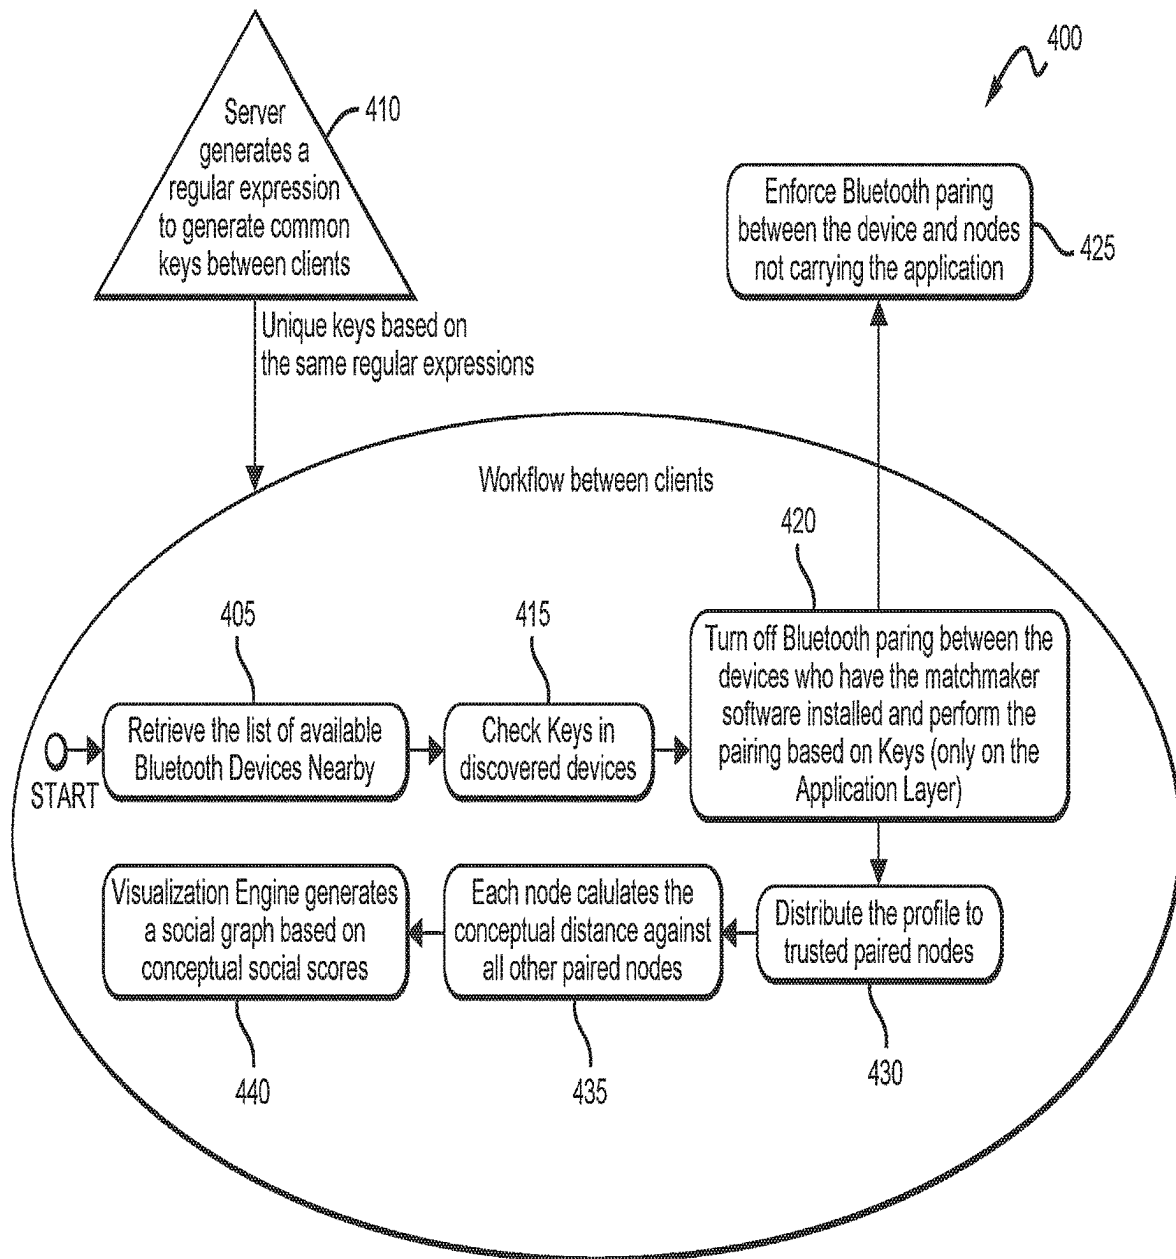 400
Server
generates a
regular expression
to generate common
keys between clients
410
Enforce Bluetooth paring
between the device and nodes
not carrying the application
425
Unique keys based on
the same regular expressions
Workflow between clients
420
405
415
START
Retrieve the list of available
Bluetooth Devices Nearby
Check Keys in
discovered devices
Turn off Bluetooth paring between the
devices who have the matchmaker
software installed and perform the
pairing based on Keys (only on the
Application Layer)
Visualization Engine generates
a social graph based on
conceptual social scores
Each node calulates the
conceptual distance against
all other paired nodes
Distribute the profile to
trusted paired nodes
440
435
430